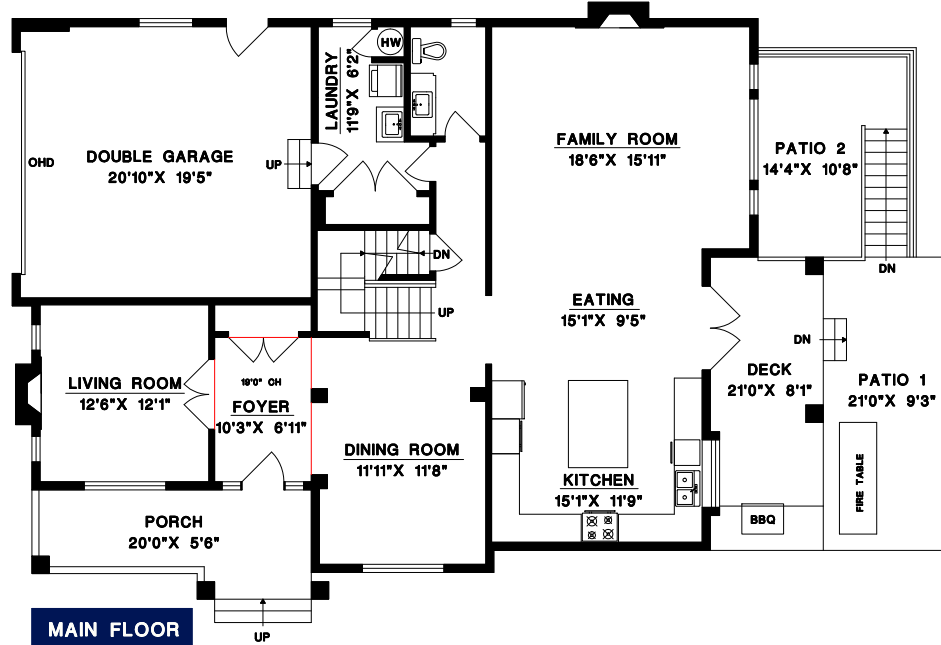 HW
LAUNDRY
11'9"X 6'2"
FAMILY ROOM
18'6"X 15'11"
PATIO 2
14'4"X 10'8"
OHD
DOUBLE GARAGE
20'10"X 19'5"
UP
DN
DN
EATING
15'1"X 9'5"
UP
DN
DECK
21'0"X 8'1"
PATIO 1
21'0"X 9'3"
LIVING ROOM
12'6"X 12'1"
19'0" CH
FOYER
10'3"X 6'11"
DINING ROOM
11'11"X 11'8"
KITCHEN
15'1"X 11'9"
FIRE TABLE
BBQ
PORCH
20'0"X 5'6"
UP
MAIN FLOOR